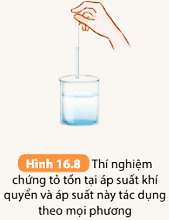 Hình 16.8 Thí nghiệm
chứng tỏ tồn tại áp suất khí
quyển và áp suất này tác dụng
theo mọi phương